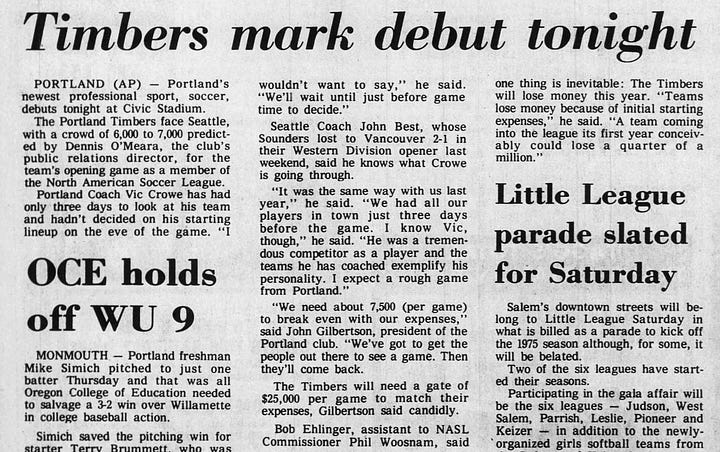 Timbers mark debut tonight
PORTLAND (AP) — Portland's
newest professional sport, soccer,
debuts tonight at Civic Stadium.
The Portland Timbers face Seattle,
with a crowd of 6,000 to 7,000 predict-
ed by Dennis O'Meara, the club's
public relations director, for the
team's opening game as a member of
the North American Soccer League.
Portland Coach Vic Crowe has had
only three days to look at his team
and hadn't decided on his starting
lineup on the eve of the game. "I
wouldn't want to say," he said.
"We'll wait until just before game
time to decide."
Seattle Coach John Best, whose
Sounders lost to Vancouver 2-1 in
their Western Division opener last
weekend, said he knows what Crowe
is going through.
"It was the same way with us last
year," he said. "We had all our
players in town just three days
before the game. I know Vic,
though," he said. "He was a tremen-
dous competitor as a player and the
teams he has coached exemplify his
personality. I expect a rough game
from Portland."
"We need about 7,500 (per game)
to break even with our expenses,"
said John Gilbertson, president of the
Portland club. "We've got to get the
people out there to see a game. Then
they'll come back.
The Timbers will need a gate of
$25,000 per game to match their
expenses, Gilbertson said candidly.
Bob Ehlinger, assistant to NASL
Commissioner Phil Woosnam, said
one thing is inevitable: The Timbers
will lose money this year. "Teams
lose money because of initial starting
expenses," he said. "A team coming
into the league its first year conceiv-
ably could lose a quarter of a
million."
OCE holds
off WU 9
MONMOUTH — Portland freshman
Mike Simich pitched to just one
batter Thursday and that was all
Oregon College of Education needed
to salvage a 3-2 win over Willamette
in college baseball action.
Simich saved the pitching win for
starter Terry Brummett, who was
Little League
parade slated
for Saturday
Salem's downtown streets will be-
long to Little League Saturday in
what is billed as a parade to kick off
the 1975 season although, for some, it
will be belated.
Two of the six leagues have start-
ed their seasons.
Participating in the gala affair will
be the six leagues — Judson, West
Salem, Parrish, Leslie, Pioneer and
Keizer — in addition to the newly-
organized girls softball teams from